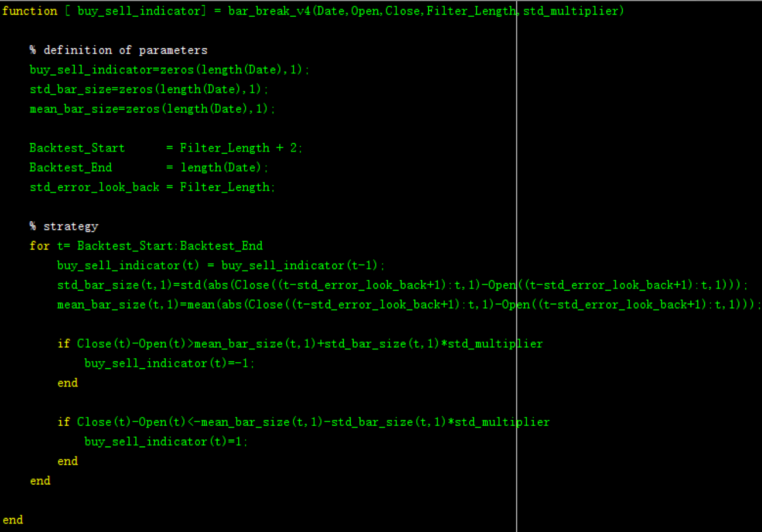 function [ buy_sell_indicator] = bar_break_v4(Date,Open,Close,Filter_Length,std_multiplier)
% definition of parameters
buy_sell_indicator=zeros(length(Date),1);
std_bar_size=zeros(length(Date),1);
mean_bar_size=zeros(length(Date),1);
Backtest_Start      = Filter_Length + 2;
Backtest_End        = length(Date);
std_error_look_back = Filter_Length;
% strategy
for t= Backtest_Start:Backtest_End
buy_sell_indicator(t) = buy_sell_indicator(t-1);
std_bar_size(t,1)=std(abs(Close((t-std_error_look_back+1):t,1)-Open((t-std_error_look_back+1):t,1)));
mean_bar_size(t,1)=mean(abs(Close((t-std_error_look_back+1):t,1)-Open((t-std_error_look_back+1):t,1)));
if Close(t)-Open(t)>mean_bar_size(t,1)+std_bar_size(t,1)*std_multiplier
buy_sell_indicator(t)=-1;
end
if Close(t)-Open(t)<-mean_bar_size(t,1)-std_bar_size(t,1)*std_multiplier
buy_sell_indicator(t)=1;
end
end
end